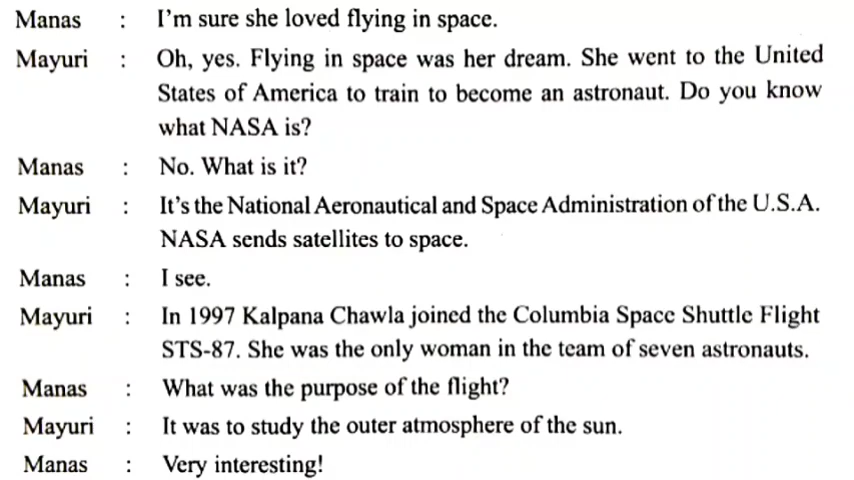 Manas : I'm sure she loved flying in space.
Mayuri : Oh, yes. Flying in space was her dream. She went to the United
States of America to train to become an astronaut. Do you know
what NASA is?
Manas : No. What is it?
Mayuri : It's the National Aeronautical and Space Administration of the U.S.A.
NASA sends satellites to space.
Manas : I see.
Mayuri : In 1997 Kalpana Chawla joined the Columbia Space Shuttle Flight
STS-87. She was the only woman in the team of seven astronauts.
Manas : What was the purpose of the flight?
Mayuri : It was to study the outer atmosphere of the sun.
Manas : Very interesting!